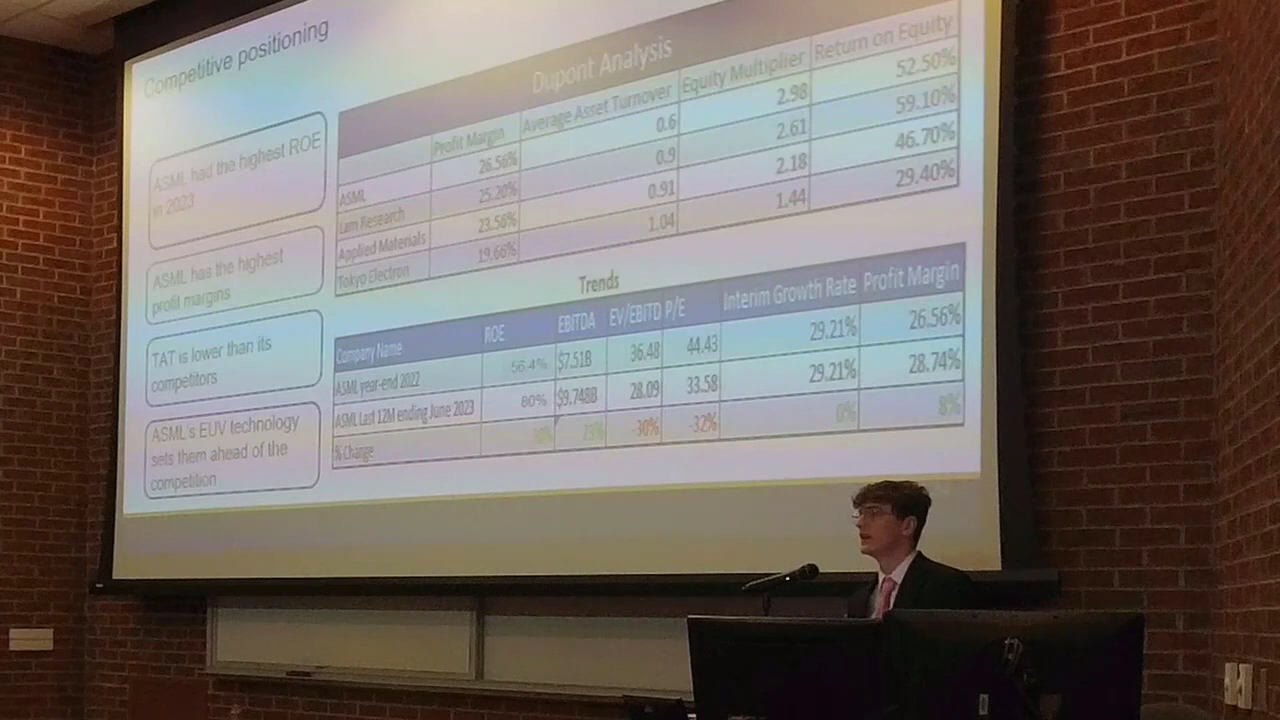 Competitive positioning
ASML had the highest ROE
in 2023
ASML has the highest
profit margins
TAT is lower than its
competitors
ASML's EUV technology
sets them ahead of the
competition
Dupont Analysis
Profit Margin Average Asset Turnover Equity Multiplier Return on Equity
ASML 26.56% 0.6 2.98 52.50%
Lam Research 25.20% 0.9 2.61 59.10%
Applied Materials 23.56% 0.91 2.18 46.70%
Tokyo Electron 19.66% 1.04 1.44 29.40%
Trends
Company Name ROE EBITDA EV/EBITD P/E Interim Growth Rate Profit Margin
ASML year-end 2022 56.4% $7.51B 36.48 44.43 29.21% 26.56%
ASML Last 12M ending June 2023 80% $9.748B 28.09 33.58 29.21% 28.74%
% Change -30% -32% 0% 8%